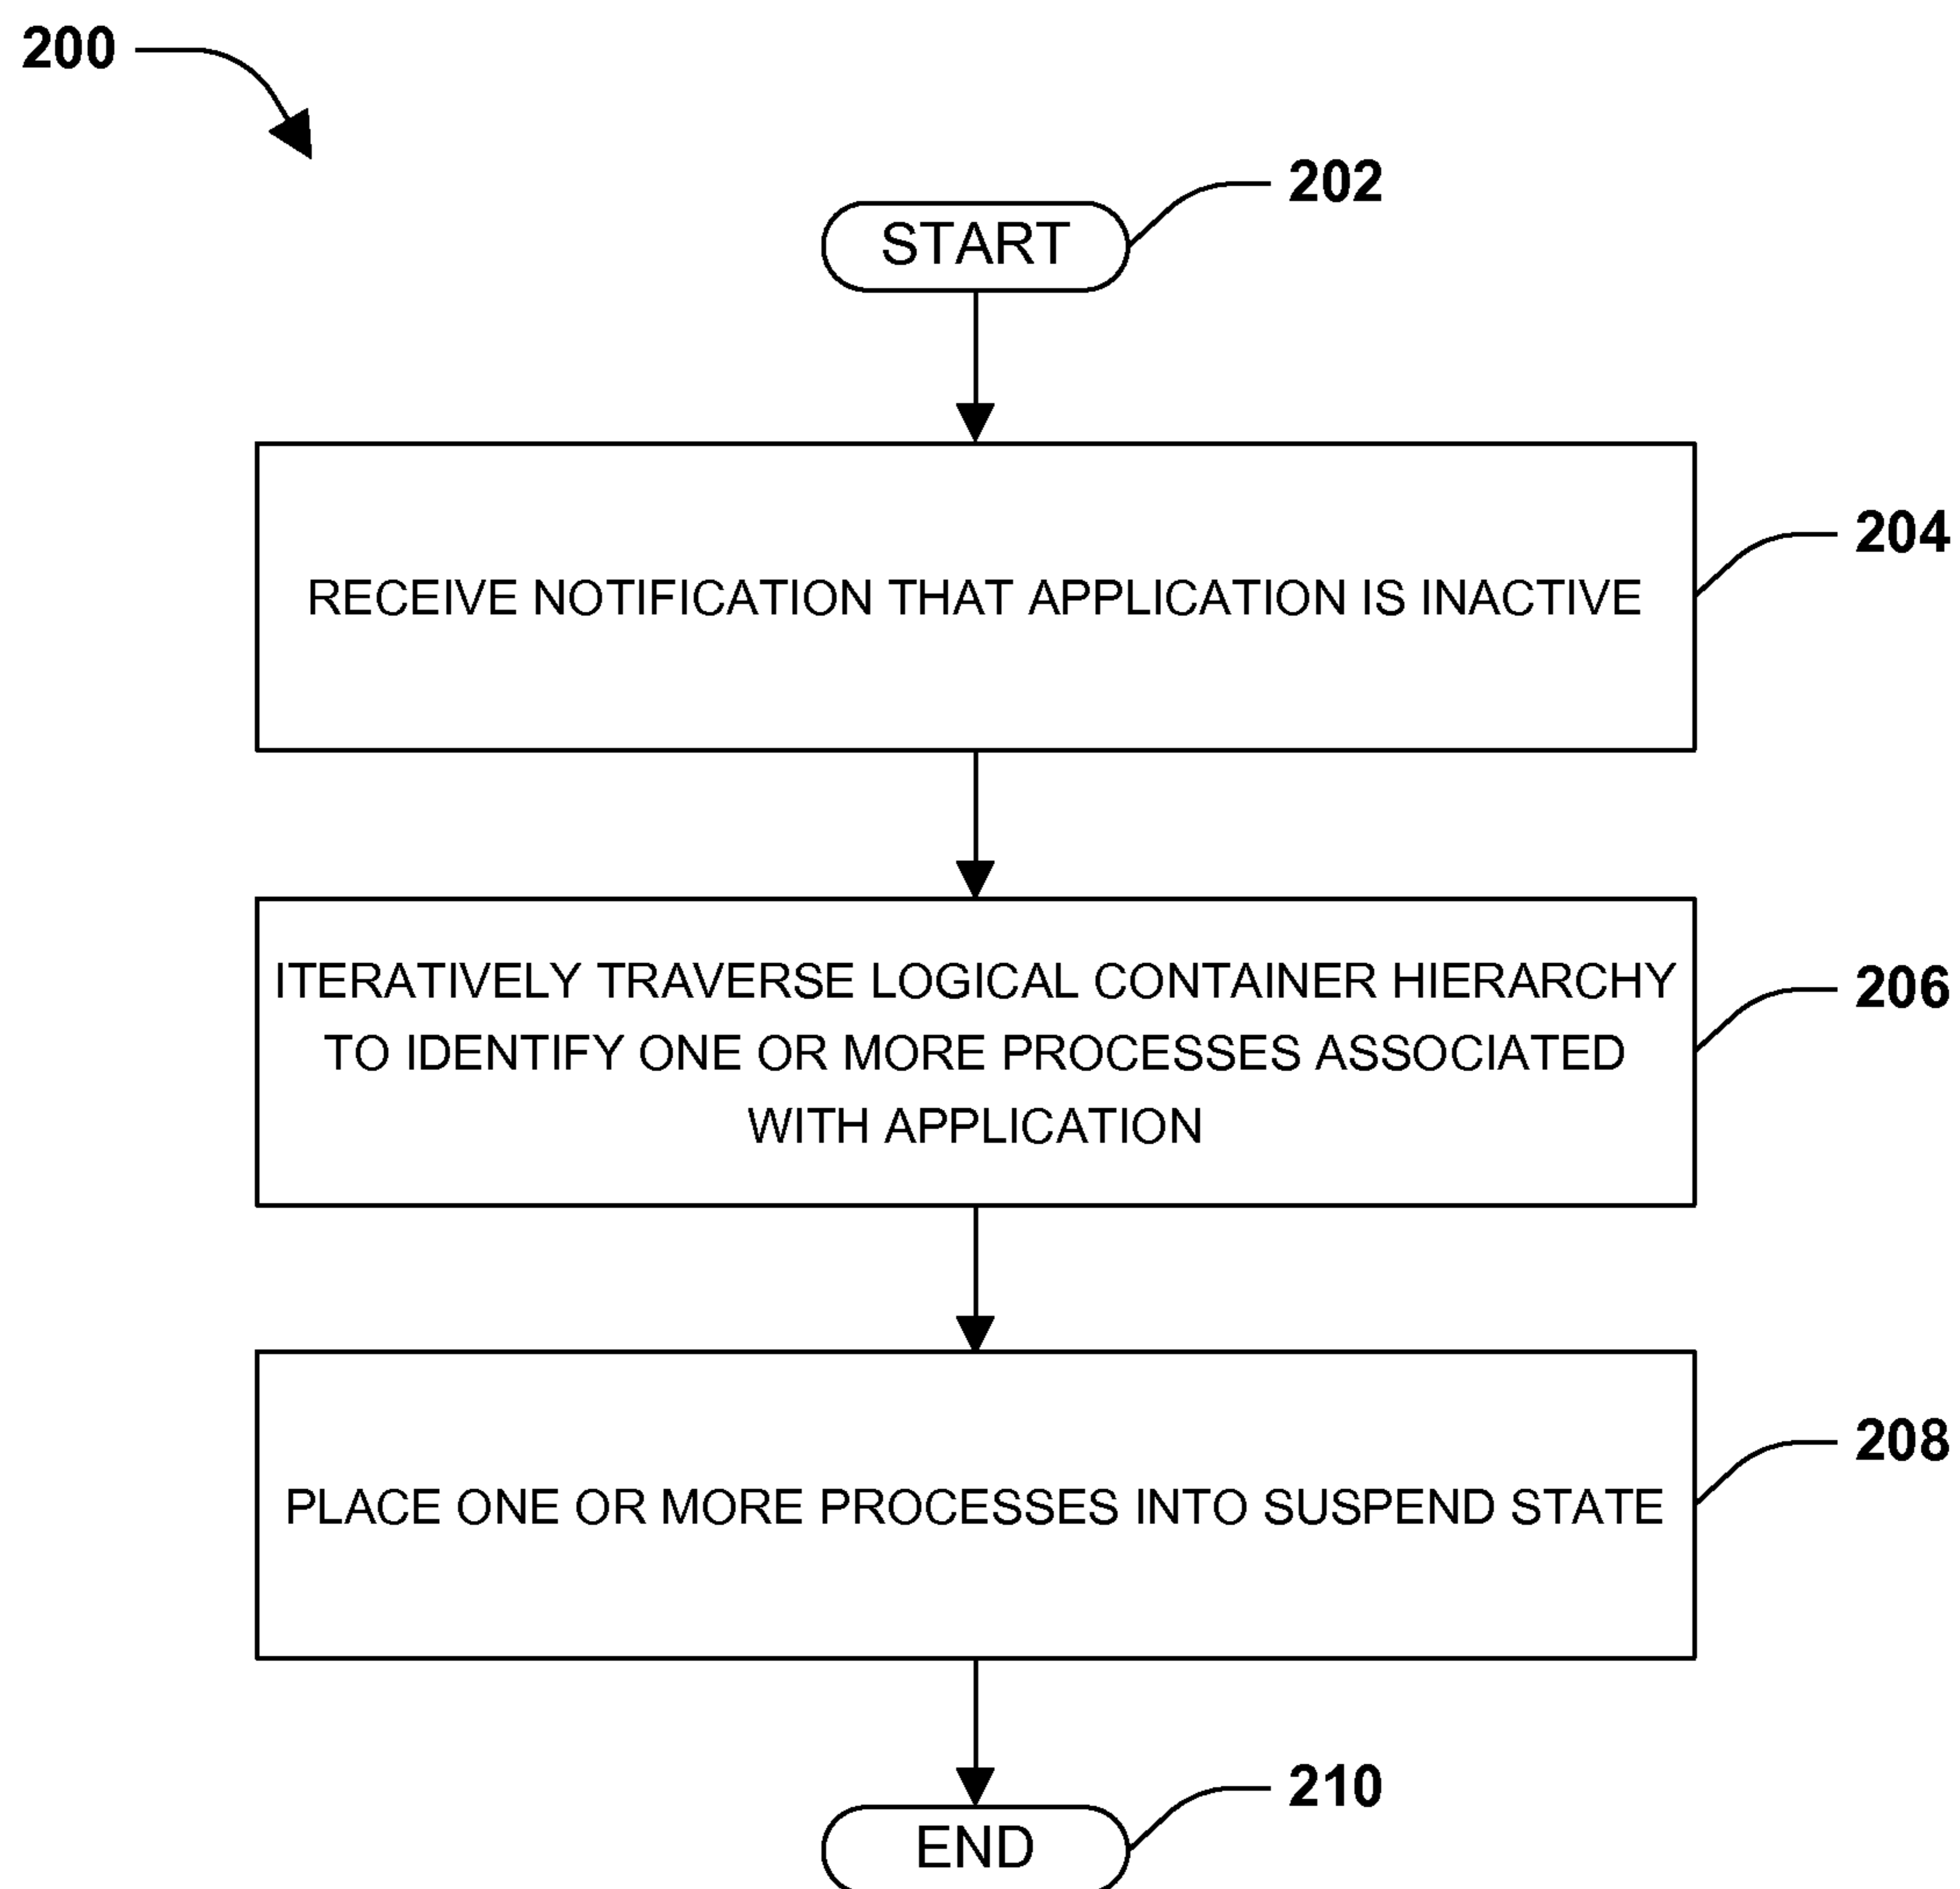 200
202
START
204
RECEIVE NOTIFICATION THAT APPLICATION IS INACTIVE
206
ITERATIVELY TRAVERSE LOGICAL CONTAINER HIERARCHY
TO IDENTIFY ONE OR MORE PROCESSES ASSOCIATED
WITH APPLICATION
208
PLACE ONE OR MORE PROCESSES INTO SUSPEND STATE
210
END